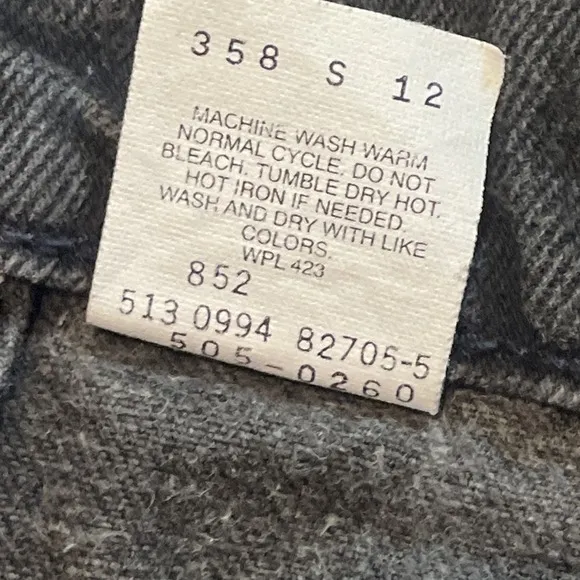 358 S 12
MACHINE WASH WARM
NORMAL CYCLE. DO NOT
BLEACH. TUMBLE DRY HOT.
HOT IRON IF NEEDED.
WASH AND DRY WITH LIKE
COLORS.
WPL 423
852
513 0994 82705-5
505-0260